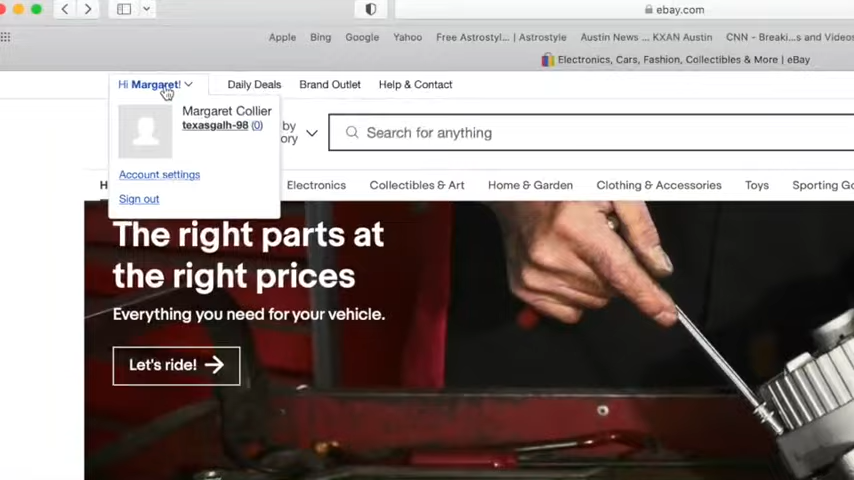 ebay.com
Apple Bing Google Yahoo Free Astrostyl... | Astrostyle Austin News ... KXAN Austin CNN - Breaki... and Videos
Electronics, Cars, Fashion, Collectibles & More | eBay
Hi Margaret! Daily Deals Brand Outlet Help & Contact
Margaret Collier
texasgalh-98 (0)
by
ory
Search for anything
Account settings
Sign out
H
Electronics Collectibles & Art Home & Garden Clothing & Accessories Toys Sporting Go
The right parts at
the right prices
Everything you need for your vehicle.
Let's ride!